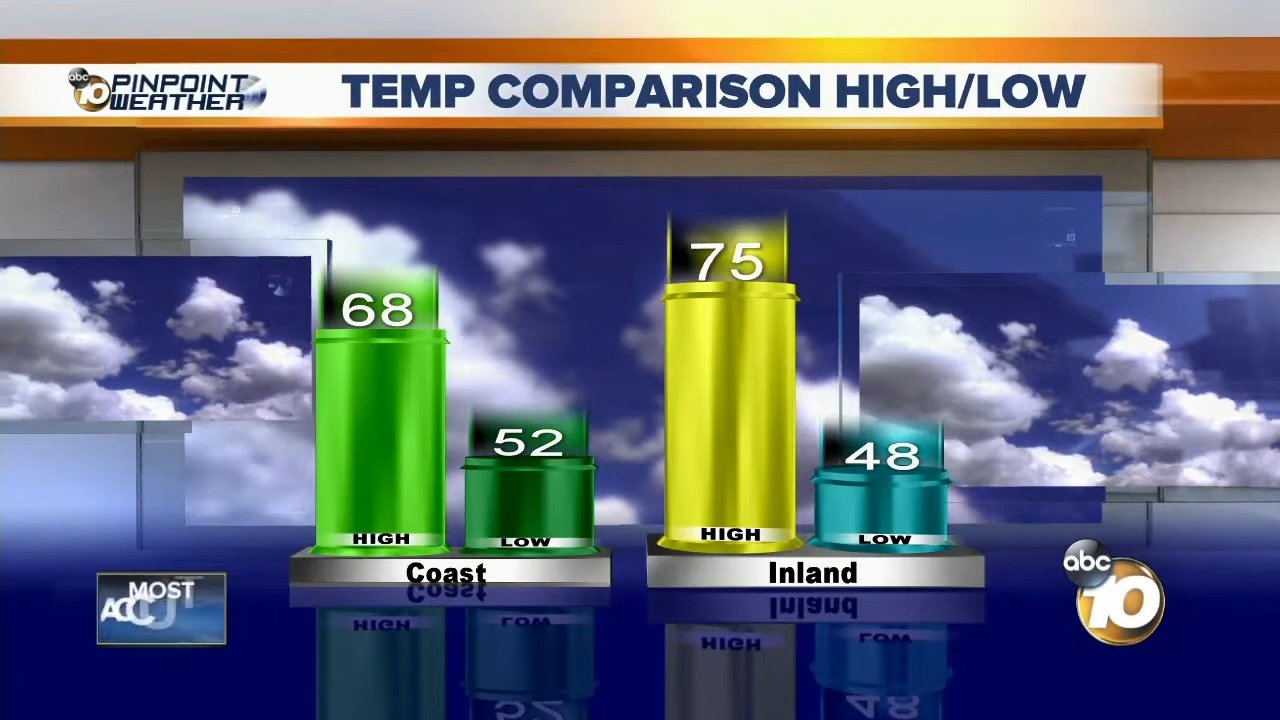 abc
10 PINPOINT
WEATHER
TEMP COMPARISON HIGH/LOW
68
52
75
48
HIGH
LOW
HIGH
LOW
Coast
Inland
MOST
abc
10